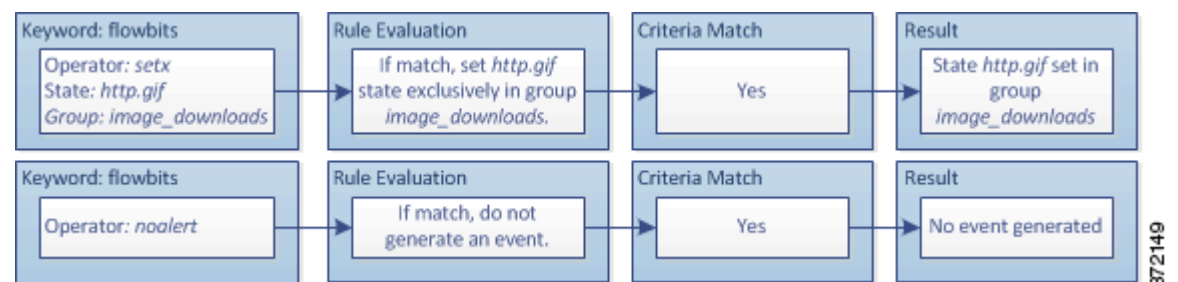 Keyword: flowbits
Operator: setx
State: http.gif
Group: image_downloads
Rule Evaluation
If match, set http.gif
state exclusively in group
image_downloads.
Criteria Match
Yes
Result
State http.gif set in
group
image_downloads
Keyword: flowbits
Operator: noalert
Rule Evaluation
If match, do not
generate an event.
Criteria Match
Yes
Result
No event generated
372149